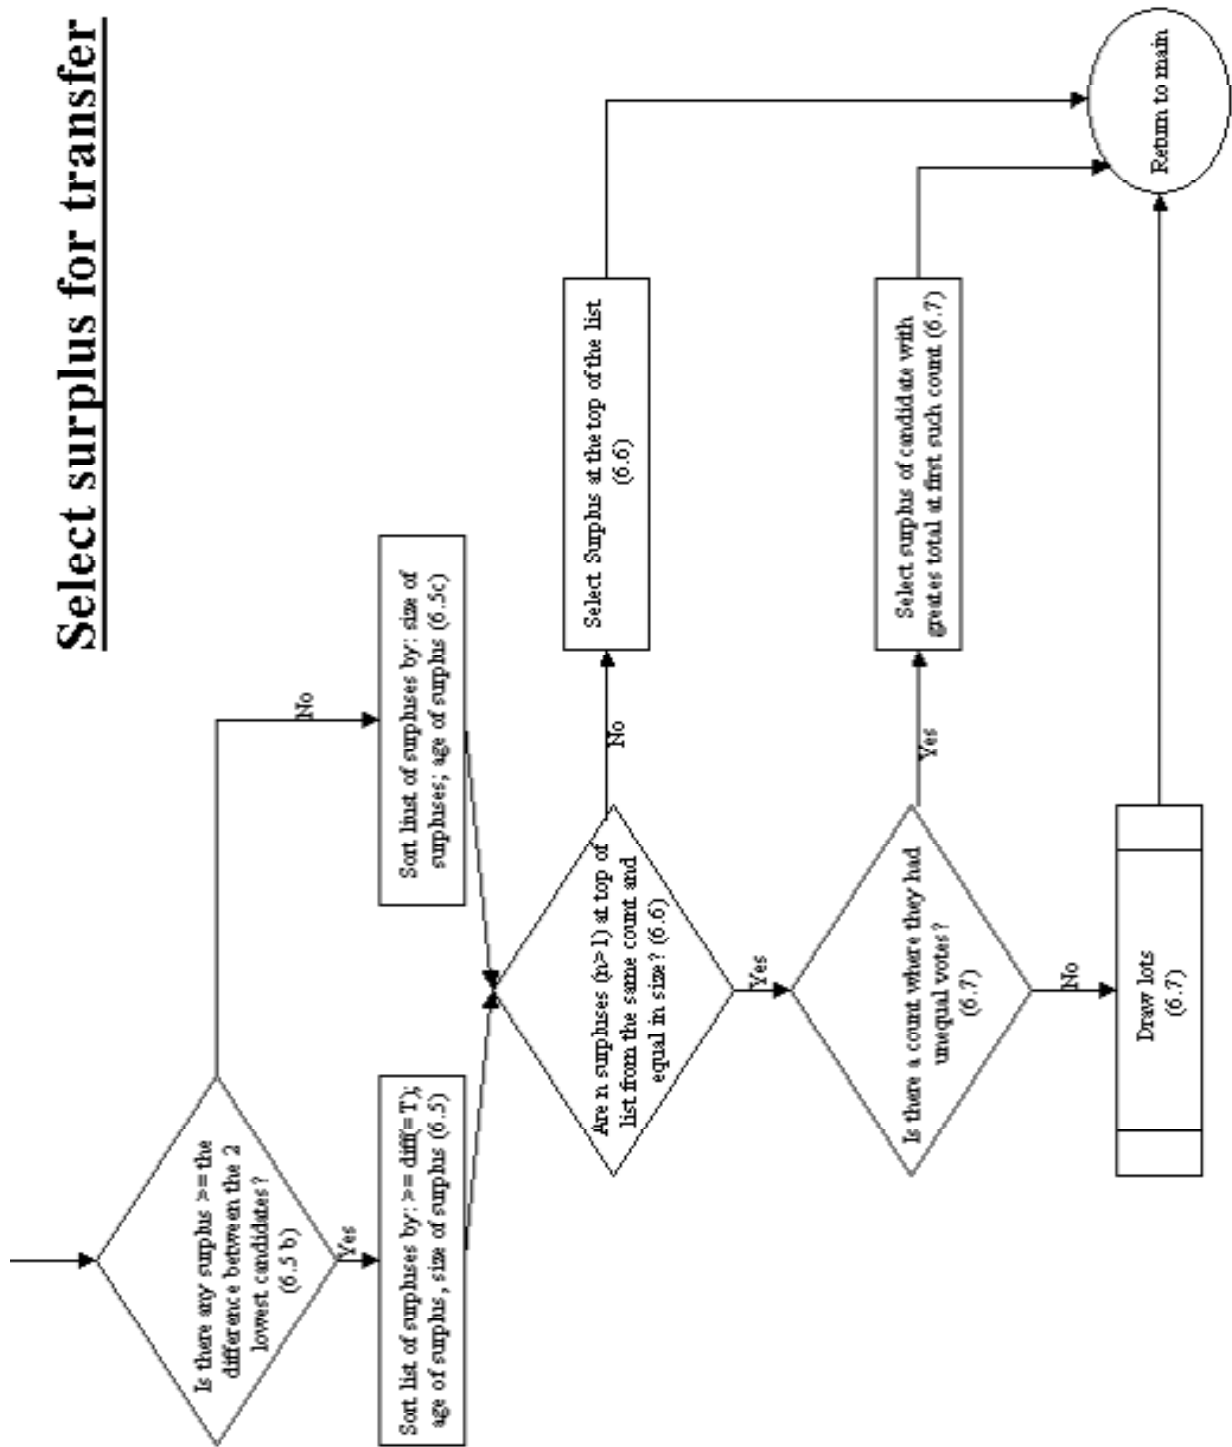 Select surplus for transfer
Is there any surplus >= the
difference between the 2
lowest candidates?
(6.5 b)
No
Yes
Sort list of surpluses by: >= diff(=T);
age of surplus, size of surplus (6.5)
Sort liust of surpluses by: size of
surpluses; age of surplus (6.5c)
Are n surpluses (n>1) at top of
list from the same count and
equal in size? (6.6)
No
Select Surplus at the top of the list
(6.6)
Yes
Is there a count where they had
unequal votes?
(6.7)
Yes
Select surplus of candidate with
greates total at first such count (6.7)
No
Draw lots
(6.7)
Return to main